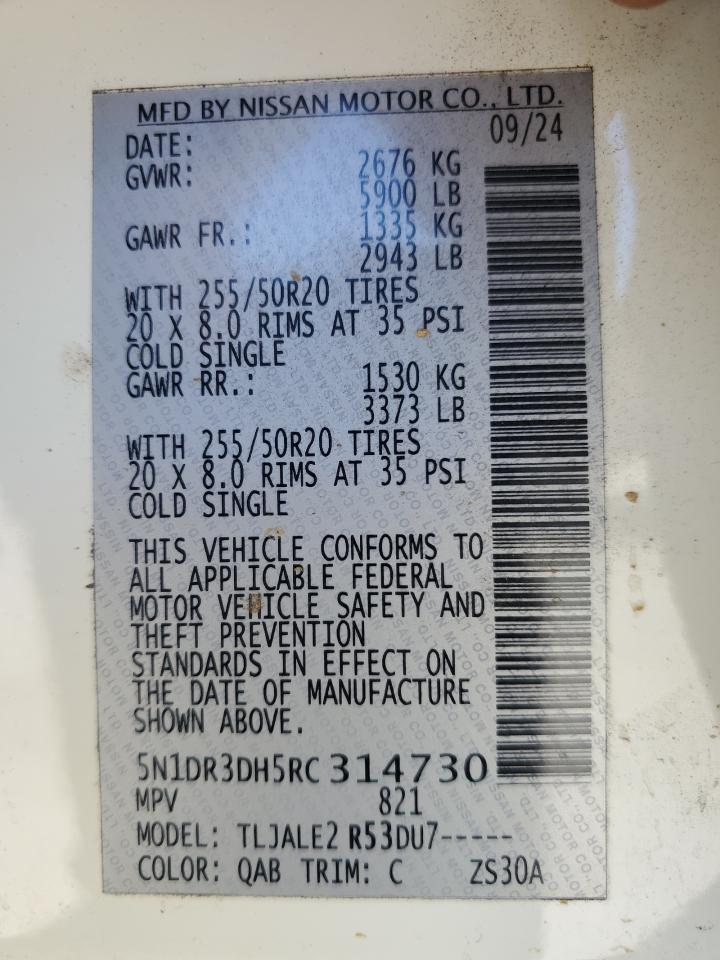 MFD BY NISSAN MOTOR CO., LTD.
DATE: 09/24
GVWR: 2676 KG
5900 LB
GAWR FR.: 1335 KG
2943 LB
WITH 255/50R20 TIRES
20 X 8.0 RIMS AT 35 PSI
COLD SINGLE
GAWR RR.: 1530 KG
3373 LB
WITH 255/50R20 TIRES
20 X 8.0 RIMS AT 35 PSI
COLD SINGLE
THIS VEHICLE CONFORMS TO
ALL APPLICABLE FEDERAL
MOTOR VEHICLE SAFETY AND
THEFT PREVENTION
STANDARDS IN EFFECT ON
THE DATE OF MANUFACTURE
SHOWN ABOVE.
5N1DR3DH5RC314730
MPV 821
MODEL: TLJALE2 R53DU7-----
COLOR: QAB TRIM: C ZS30A